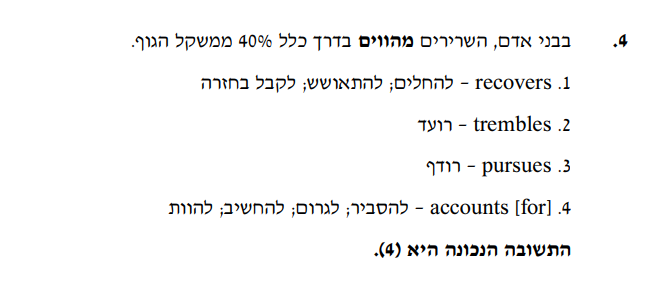 4. בבני אדם, השרירים מהווים בדרך כלל 40% ממשקל הגוף.
1. recovers – להחלים; להתאושש; לקבל בחזרה
2. trembles – רועד
3. pursues – רודף
4. accounts [for] – להסביר; לגרום; להחשיב; להוות
התשובה הנכונה היא (4).